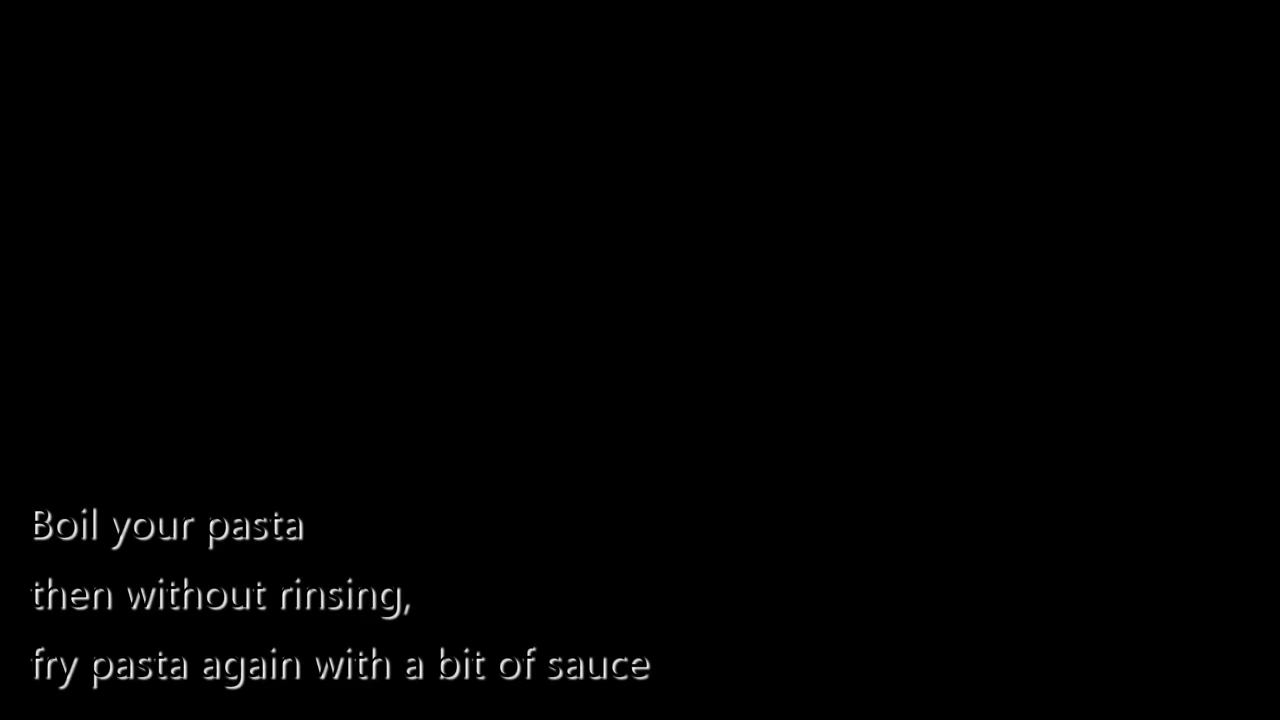 Boil your pasta
then without rinsing,
fry pasta again with a bit of sauce